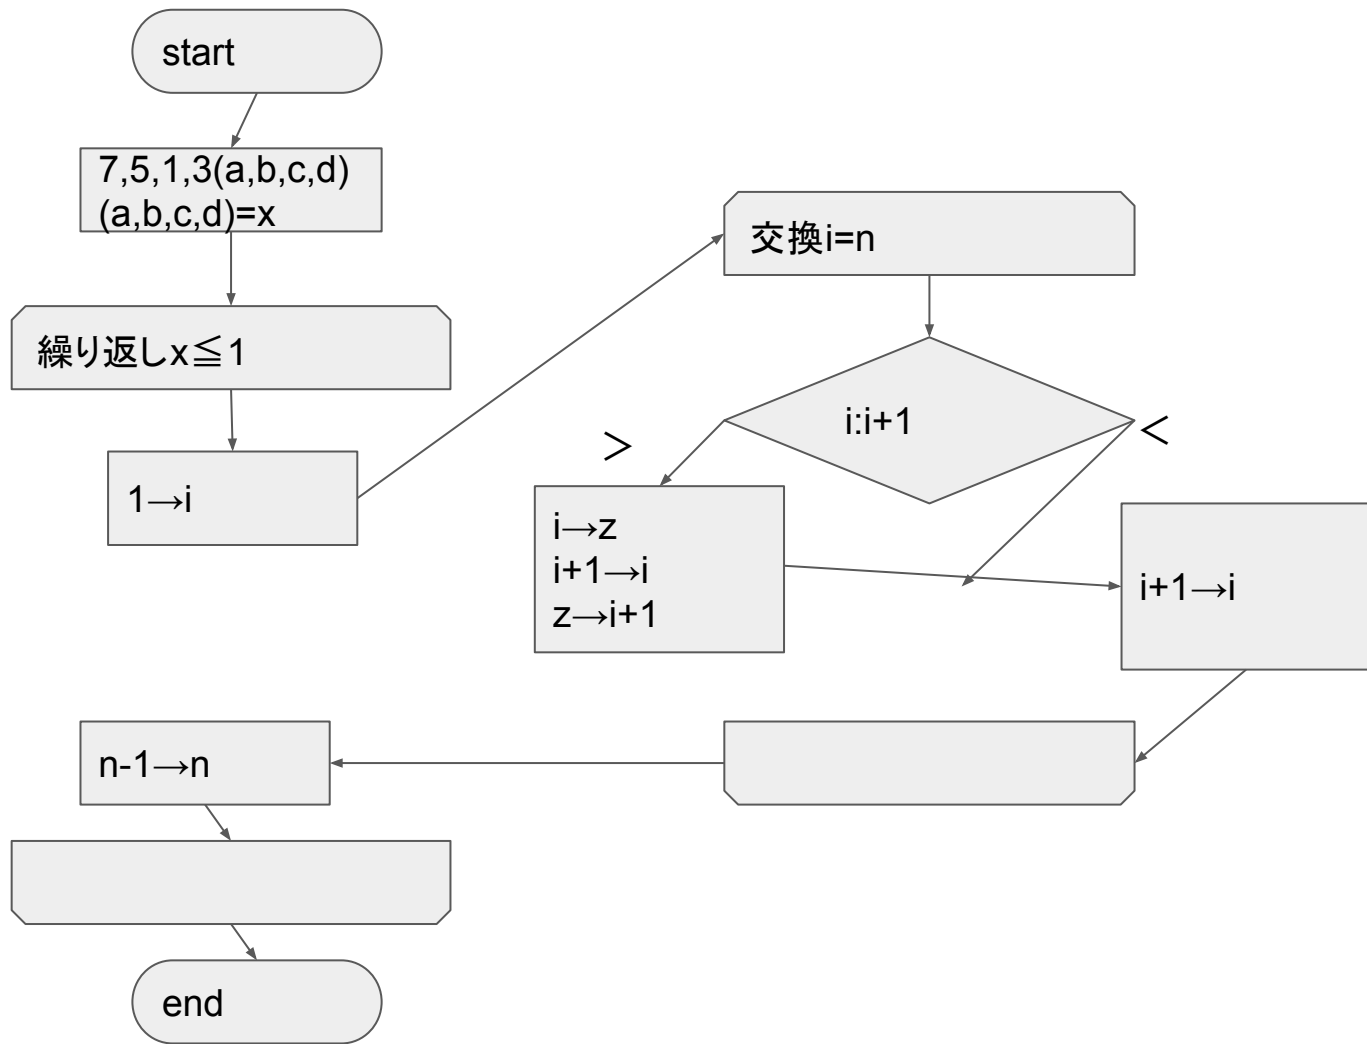 start
7,5,1,3(a,b,c,d)
(a,b,c,d)=x
繰り返しx≦1
1→i
交換i=n
i:i+1
＞
＜
i→z
i+1→i
z→i+1
i+1→i
n-1→n
end